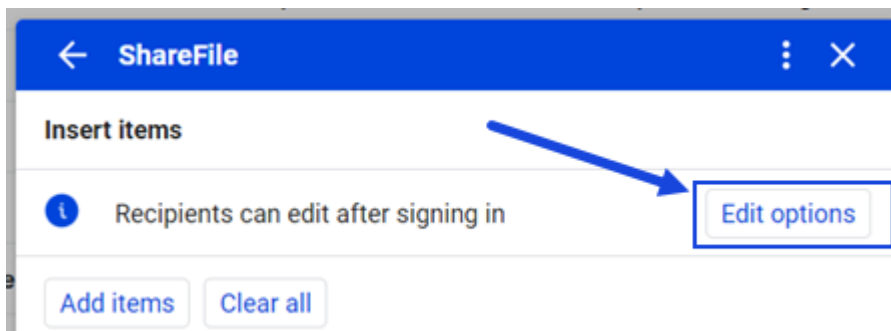 ShareFile
Insert items
Recipients can edit after signing in
Edit options
Add items
Clear all